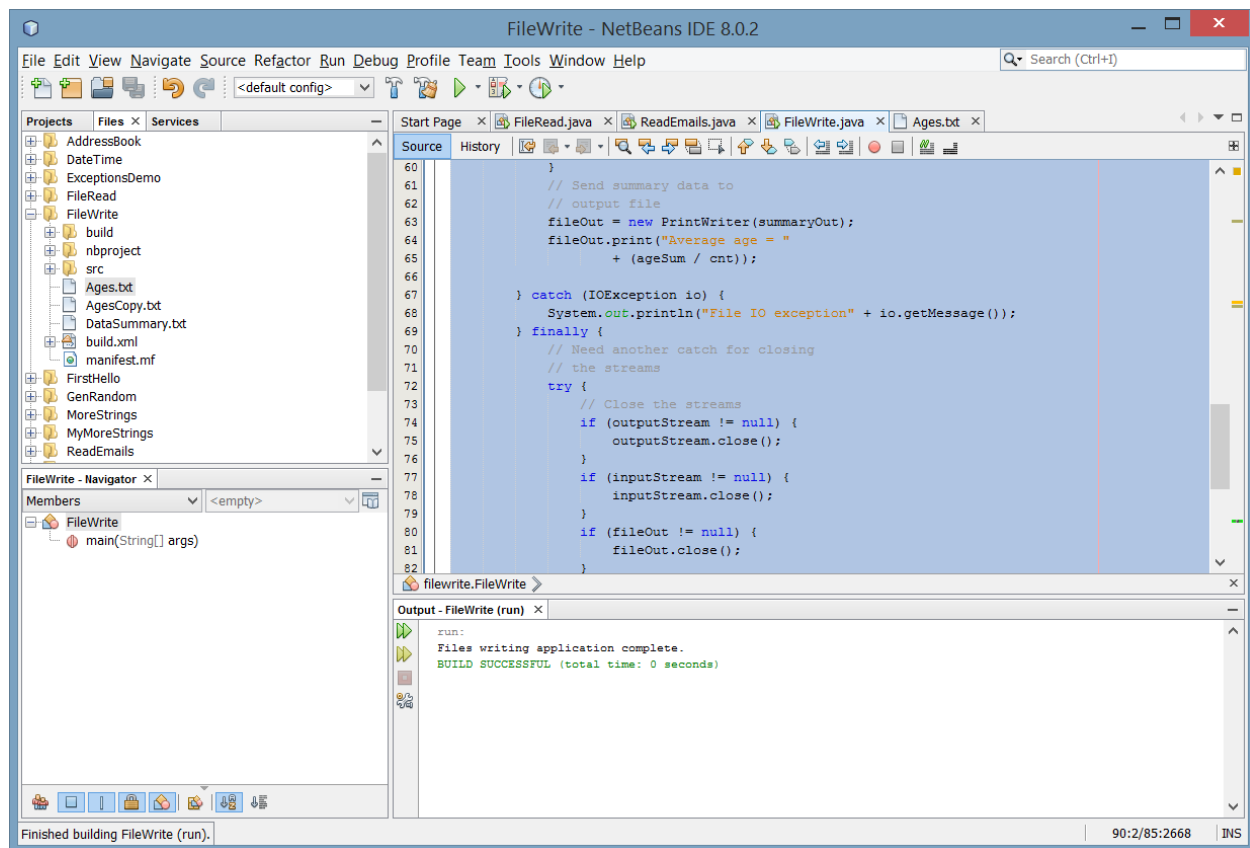 FileWrite - NetBeans IDE 8.0.2
File Edit View Navigate Source Refactor Run Debug Profile Team Tools Window Help
Search (Ctrl+I)
<default config>
Projects Files Services
AddressBook
DateTime
ExceptionsDemo
FileRead
FileWrite
build
nbproject
src
Ages.txt
AgesCopy.txt
DataSummary.txt
build.xml
manifest.mf
FirstHello
GenRandom
MoreStrings
MyMoreStrings
ReadEmails
FileWrite - Navigator
Members <empty>
FileWrite
main(String[] args)
Start Page FileRead.java ReadEmails.java FileWrite.java Ages.txt
Source History
60 }
61 // Send summary data to
62 // output file
63 fileOut = new PrintWriter(summaryOut);
64 fileOut.print("Average age = "
65 + (ageSum / cnt));
66
67 } catch (IOException io) {
68 System.out.println("File IO exception" + io.getMessage());
69 } finally {
70 // Need another catch for closing
71 // the streams
72 try {
73 // Close the streams
74 if (outputStream != null) {
75 outputStream.close();
76 }
77 if (inputStream != null) {
78 inputStream.close();
79 }
80 if (fileOut != null) {
81 fileOut.close();
82 }
filewrite.FileWrite
Output - FileWrite (run)
run:
Files writing application complete.
BUILD SUCCESSFUL (total time: 0 seconds)
Finished building FileWrite (run).
90:2/85:2668 INS